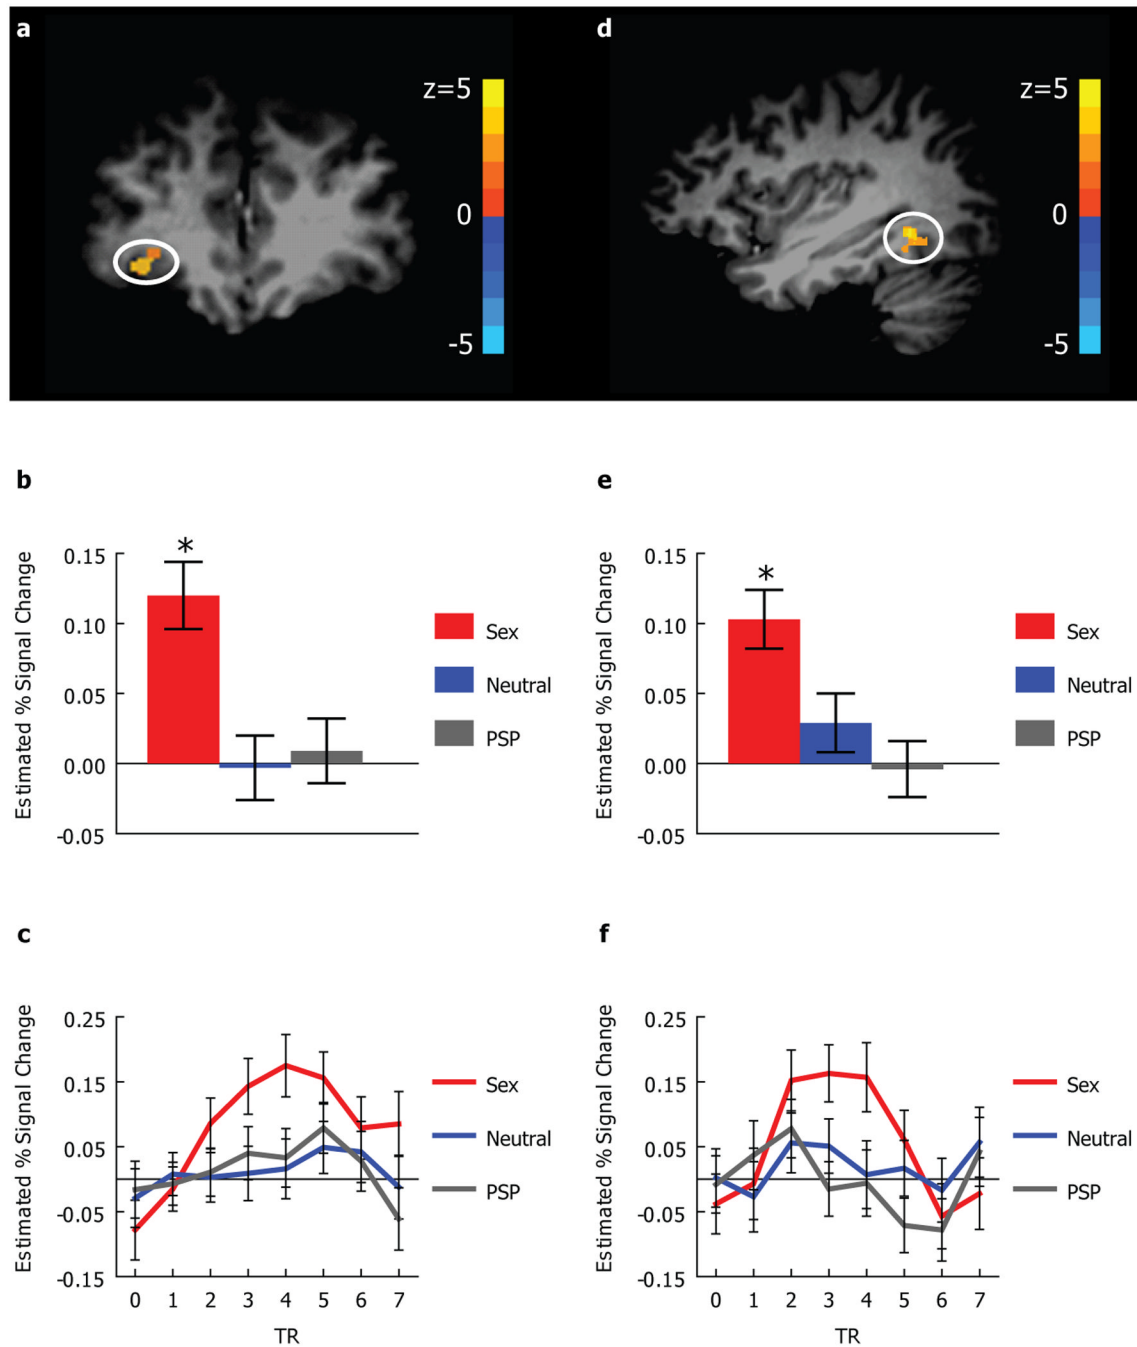 a
z=5
0
-5
d
z=5
0
-5
b
Estimated % Signal Change
0.15
0.10
0.05
0.00
-0.05
*
Sex
Neutral
PSP
e
Estimated % Signal Change
0.15
0.10
0.05
0.00
-0.05
*
Sex
Neutral
PSP
c
Estimated % Signal Change
0.25
0.15
0.05
-0.05
-0.15
0 1 2 3 4 5 6 7
TR
Sex
Neutral
PSP
f
Estimated % Signal Change
0.25
0.15
0.05
-0.05
-0.15
0 1 2 3 4 5 6 7
TR
Sex
Neutral
PSP